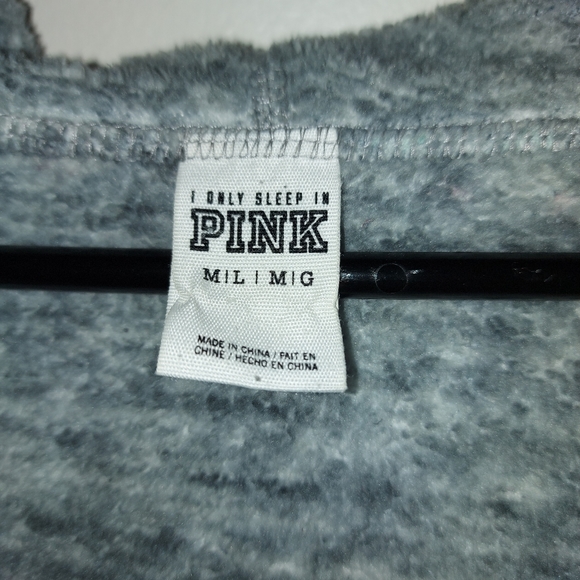 I ONLY SLEEP IN
PINK
M|L | M|G
MADE IN CHINA / FAIT EN
CHINE / HECHO EN CHINA